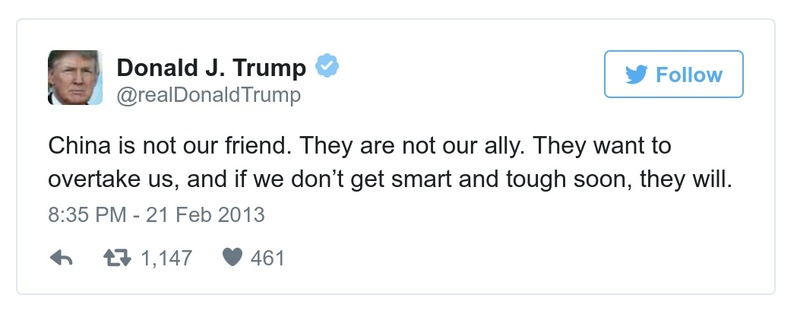 Donald J. Trump
@realDonaldTrump
Follow
China is not our friend. They are not our ally. They want to
overtake us, and if we don’t get smart and tough soon, they will.
8:35 PM - 21 Feb 2013
1,147 461